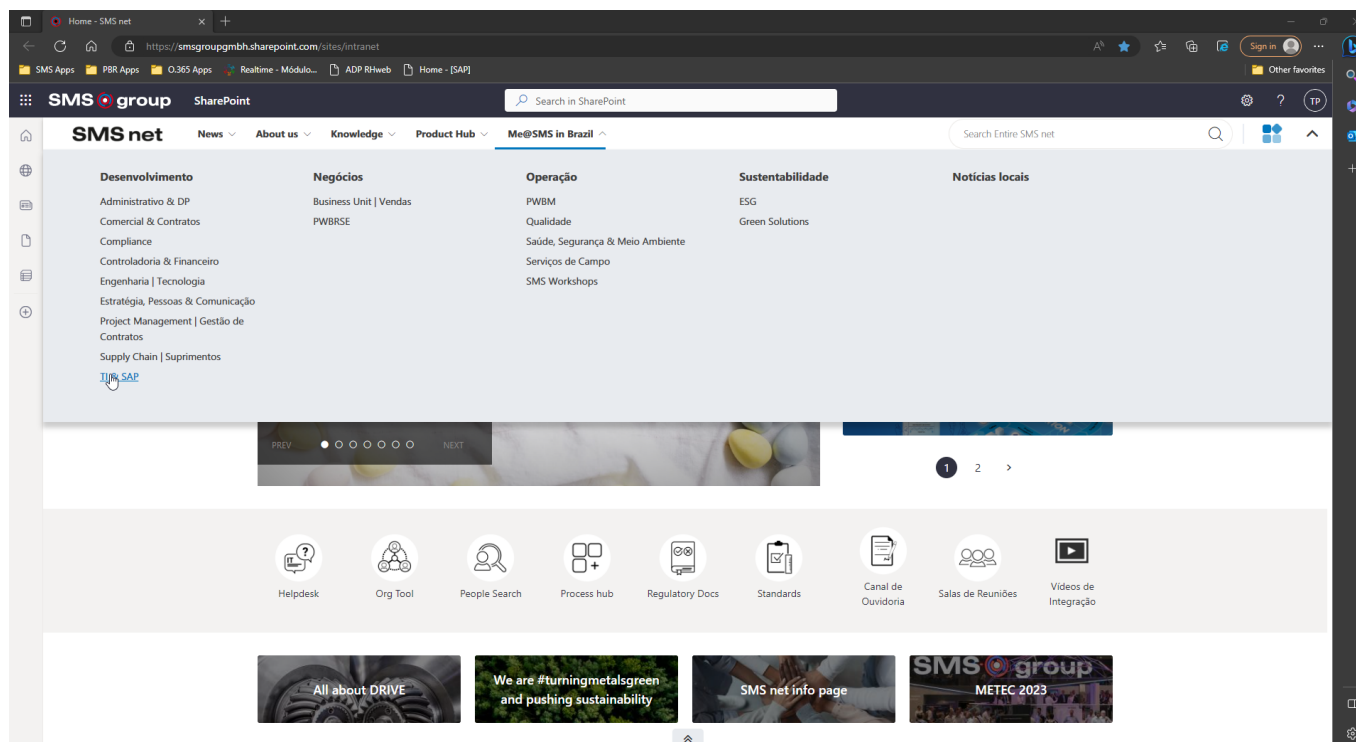 Home - SMS net
https://smsgroupgmbh.sharepoint.com/sites/intranet
Sign in
SMS Apps PBR Apps O.365 Apps Realtime - Módulo... ADP RHweb Home - [SAP] Other favorites
SMS group SharePoint Search in SharePoint ? TP
SMS net News About us Knowledge Product Hub Me@SMS in Brazil Search Entire SMS net
Desenvolvimento
Administrativo & DP
Comercial & Contratos
Compliance
Controladoria & Financeiro
Engenharia | Tecnologia
Estratégia, Pessoas & Comunicação
Project Management | Gestão de
Contratos
Supply Chain | Suprimentos
TI & SAP
Negócios
Business Unit | Vendas
PWBRSE
Operação
PWBM
Qualidade
Saúde, Segurança & Meio Ambiente
Serviços de Campo
SMS Workshops
Sustentabilidade
ESG
Green Solutions
Notícias locais
PREV NEXT
1 2
Helpdesk
Org Tool
People Search
Process hub
Regulatory Docs
Standards
Canal de
Ouvidoria
Salas de Reuniões
Vídeos de
Integração
All about DRIVE
We are #turningmetalsgreen
and pushing sustainability
SMS net info page
SMS group
METEC 2023